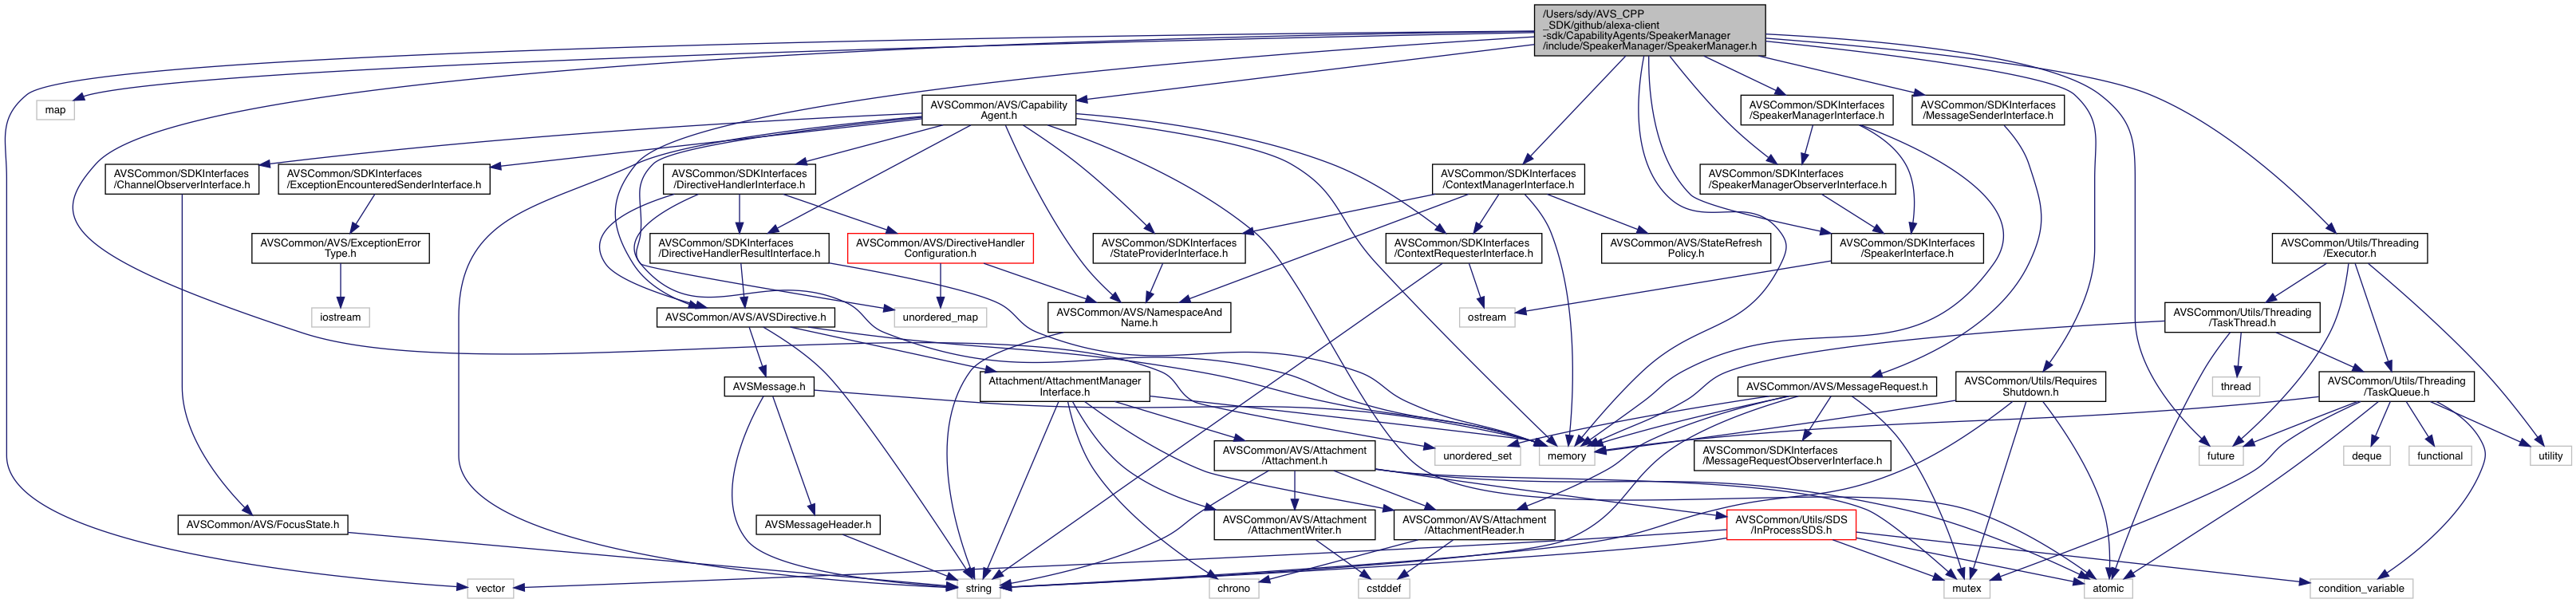 /Users/sdy/AVS_CPP
_SDK/github/alexa-client
-sdk/CapabilityAgents/SpeakerManager
/include/SpeakerManager/SpeakerManager.h
map
AVSCommon/AVS/Capability
Agent.h
AVSCommon/SDKInterfaces
/SpeakerManagerInterface.h
AVSCommon/SDKInterfaces
/MessageSenderInterface.h
AVSCommon/SDKInterfaces
/ChannelObserverInterface.h
AVSCommon/SDKInterfaces
/ExceptionEncounteredSenderInterface.h
AVSCommon/SDKInterfaces
/DirectiveHandlerInterface.h
AVSCommon/SDKInterfaces
/ContextManagerInterface.h
AVSCommon/SDKInterfaces
/SpeakerManagerObserverInterface.h
AVSCommon/AVS/ExceptionError
Type.h
AVSCommon/SDKInterfaces
/DirectiveHandlerResultInterface.h
AVSCommon/AVS/DirectiveHandler
Configuration.h
AVSCommon/SDKInterfaces
/StateProviderInterface.h
AVSCommon/SDKInterfaces
/ContextRequesterInterface.h
AVSCommon/AVS/StateRefresh
Policy.h
AVSCommon/SDKInterfaces
/SpeakerInterface.h
AVSCommon/Utils/Threading
/Executor.h
iostream
AVSCommon/AVS/AVSDirective.h
unordered_map
AVSCommon/AVS/NamespaceAnd
Name.h
ostream
AVSCommon/Utils/Threading
/TaskThread.h
AVSMessage.h
Attachment/AttachmentManager
Interface.h
AVSCommon/AVS/MessageRequest.h
AVSCommon/Utils/Requires
Shutdown.h
thread
AVSCommon/Utils/Threading
/TaskQueue.h
AVSCommon/AVS/Attachment
/Attachment.h
unordered_set
memory
AVSCommon/SDKInterfaces
/MessageRequestObserverInterface.h
future
deque
functional
utility
AVSCommon/AVS/FocusState.h
AVSMessageHeader.h
AVSCommon/AVS/Attachment
/AttachmentWriter.h
AVSCommon/AVS/Attachment
/AttachmentReader.h
AVSCommon/Utils/SDS
/InProcessSDS.h
vector
string
chrono
cstddef
mutex
atomic
condition_variable